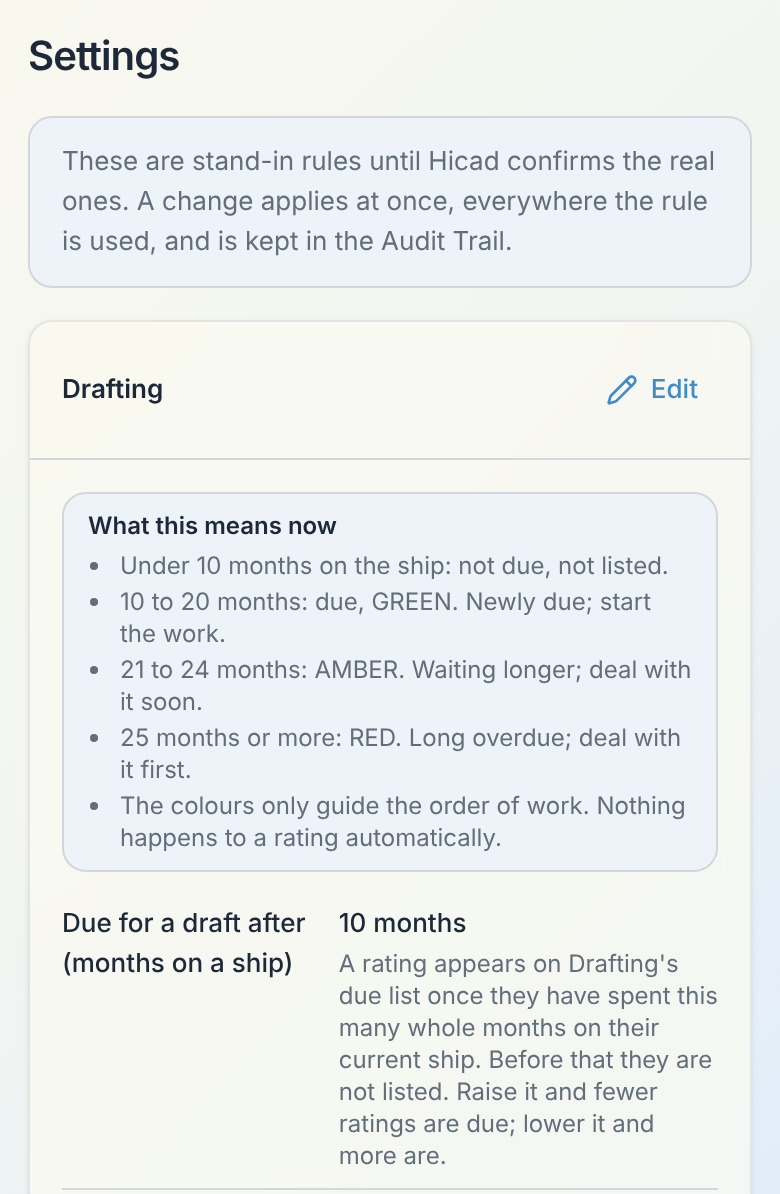 Settings
These are stand-in rules until Hicad confirms the real
ones. A change applies at once, everywhere the rule
is used, and is kept in the Audit Trail.
Drafting
Edit
What this means now
• Under 10 months on the ship: not due, not listed.
• 10 to 20 months: due, GREEN. Newly due; start
the work.
• 21 to 24 months: AMBER. Waiting longer; deal with
it soon.
• 25 months or more: RED. Long overdue; deal with
it first.
• The colours only guide the order of work. Nothing
happens to a rating automatically.
Due for a draft after
(months on a ship)
10 months
A rating appears on Drafting's
due list once they have spent this
many whole months on their
current ship. Before that they are
not listed. Raise it and fewer
ratings are due; lower it and
more are.